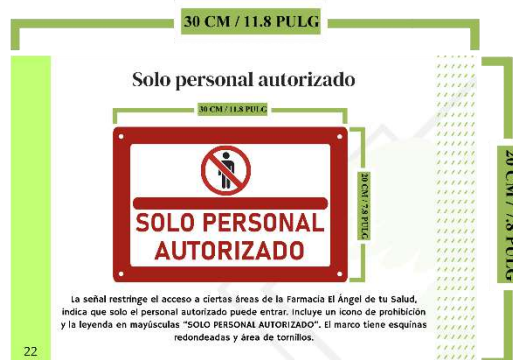 30 CM / 11.8 PULG
Solo personal autorizado
30 CM / 11.8 PULG
SOLO PERSONAL
AUTORIZADO
20 CM / 7.8 PULG
20 CM / 7.8 PULG
La señal restringe el acceso a ciertas áreas de la Farmacia El Ángel de tu Salud,
indica que solo el personal autorizado puede entrar. Incluye un icono de prohibición
y la leyenda en mayúsculas "SOLO PERSONAL AUTORIZADO". El marco tiene esquinas
redondeadas y área de tornillos.
22